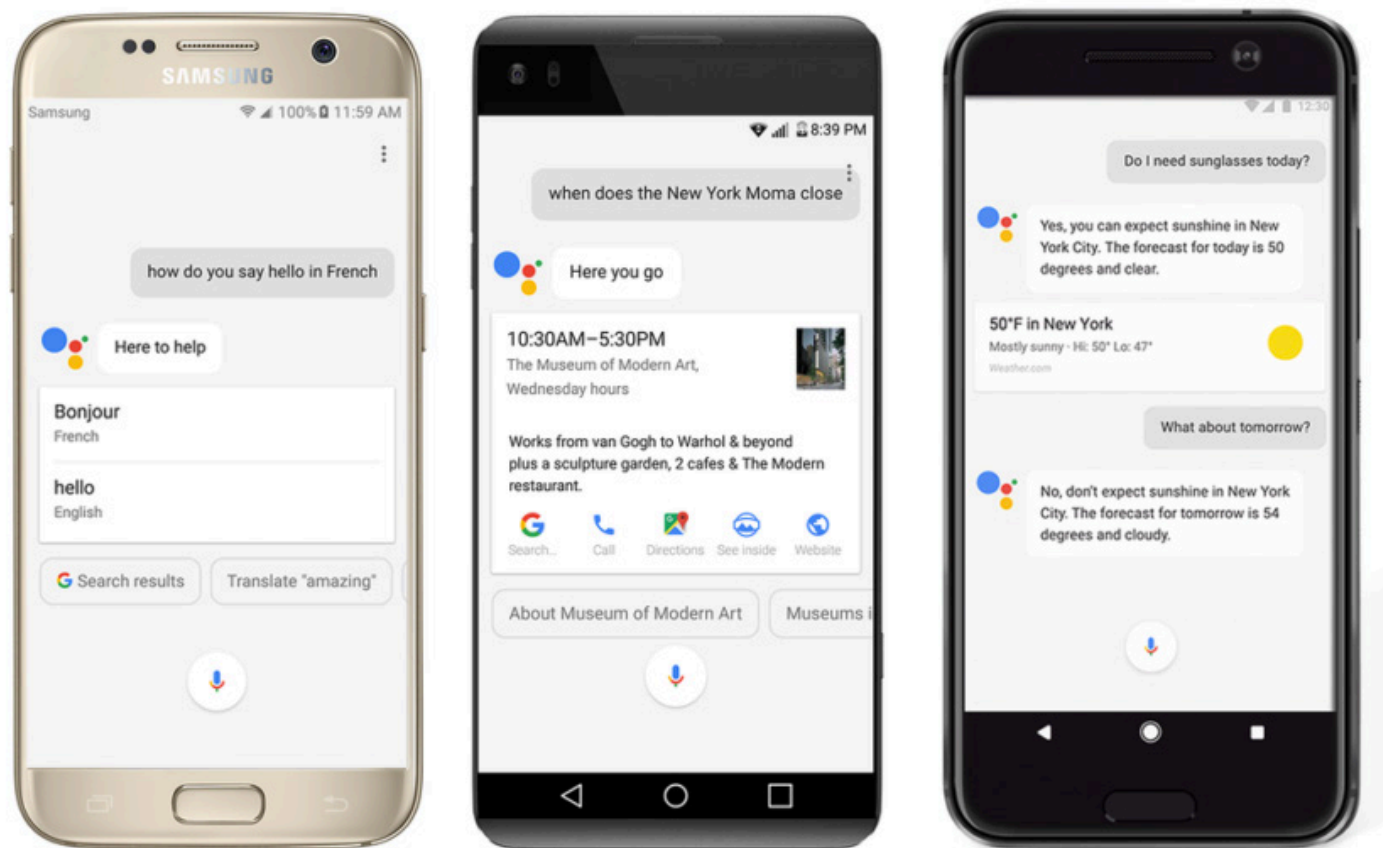 SAMSUNG
Samsung
100% 11:59 AM
how do you say hello in French
Here to help
Bonjour
French
hello
English
G Search results
Translate "amazing"
8:39 PM
when does the New York Moma close
Here you go
10:30AM–5:30PM
The Museum of Modern Art,
Wednesday hours
Works from van Gogh to Warhol & beyond
plus a sculpture garden, 2 cafes & The Modern
restaurant.
G
Search...
Call
Directions
See inside
Website
About Museum of Modern Art
Museums i
12:30
Do I need sunglasses today?
Yes, you can expect sunshine in New
York City. The forecast for today is 50
degrees and clear.
50°F in New York
Mostly sunny · Hi: 50° Lo: 47°
Weather.com
What about tomorrow?
No, don't expect sunshine in New York
City. The forecast for tomorrow is 54
degrees and cloudy.